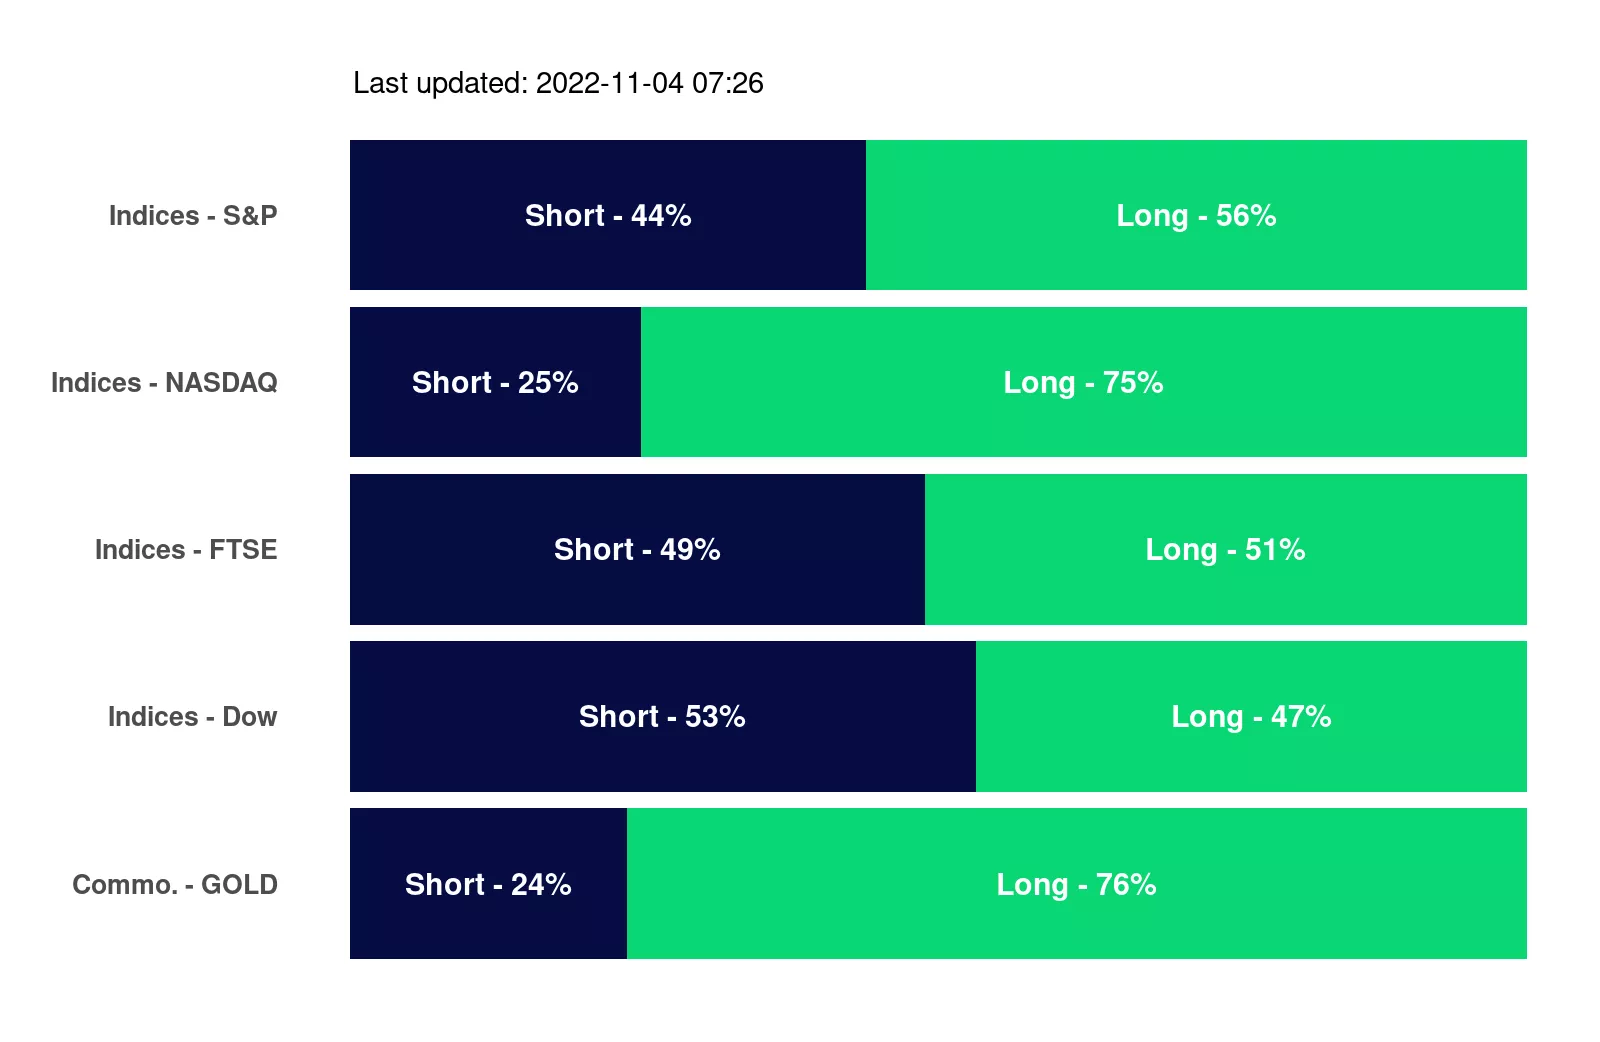 Last updated: 2022-11-04 07:26
Indices - S&P Short - 44% Long - 56%
Indices - NASDAQ Short - 25% Long - 75%
Indices - FTSE Short - 49% Long - 51%
Indices - Dow Short - 53% Long - 47%
Commo. - GOLD Short - 24% Long - 76%